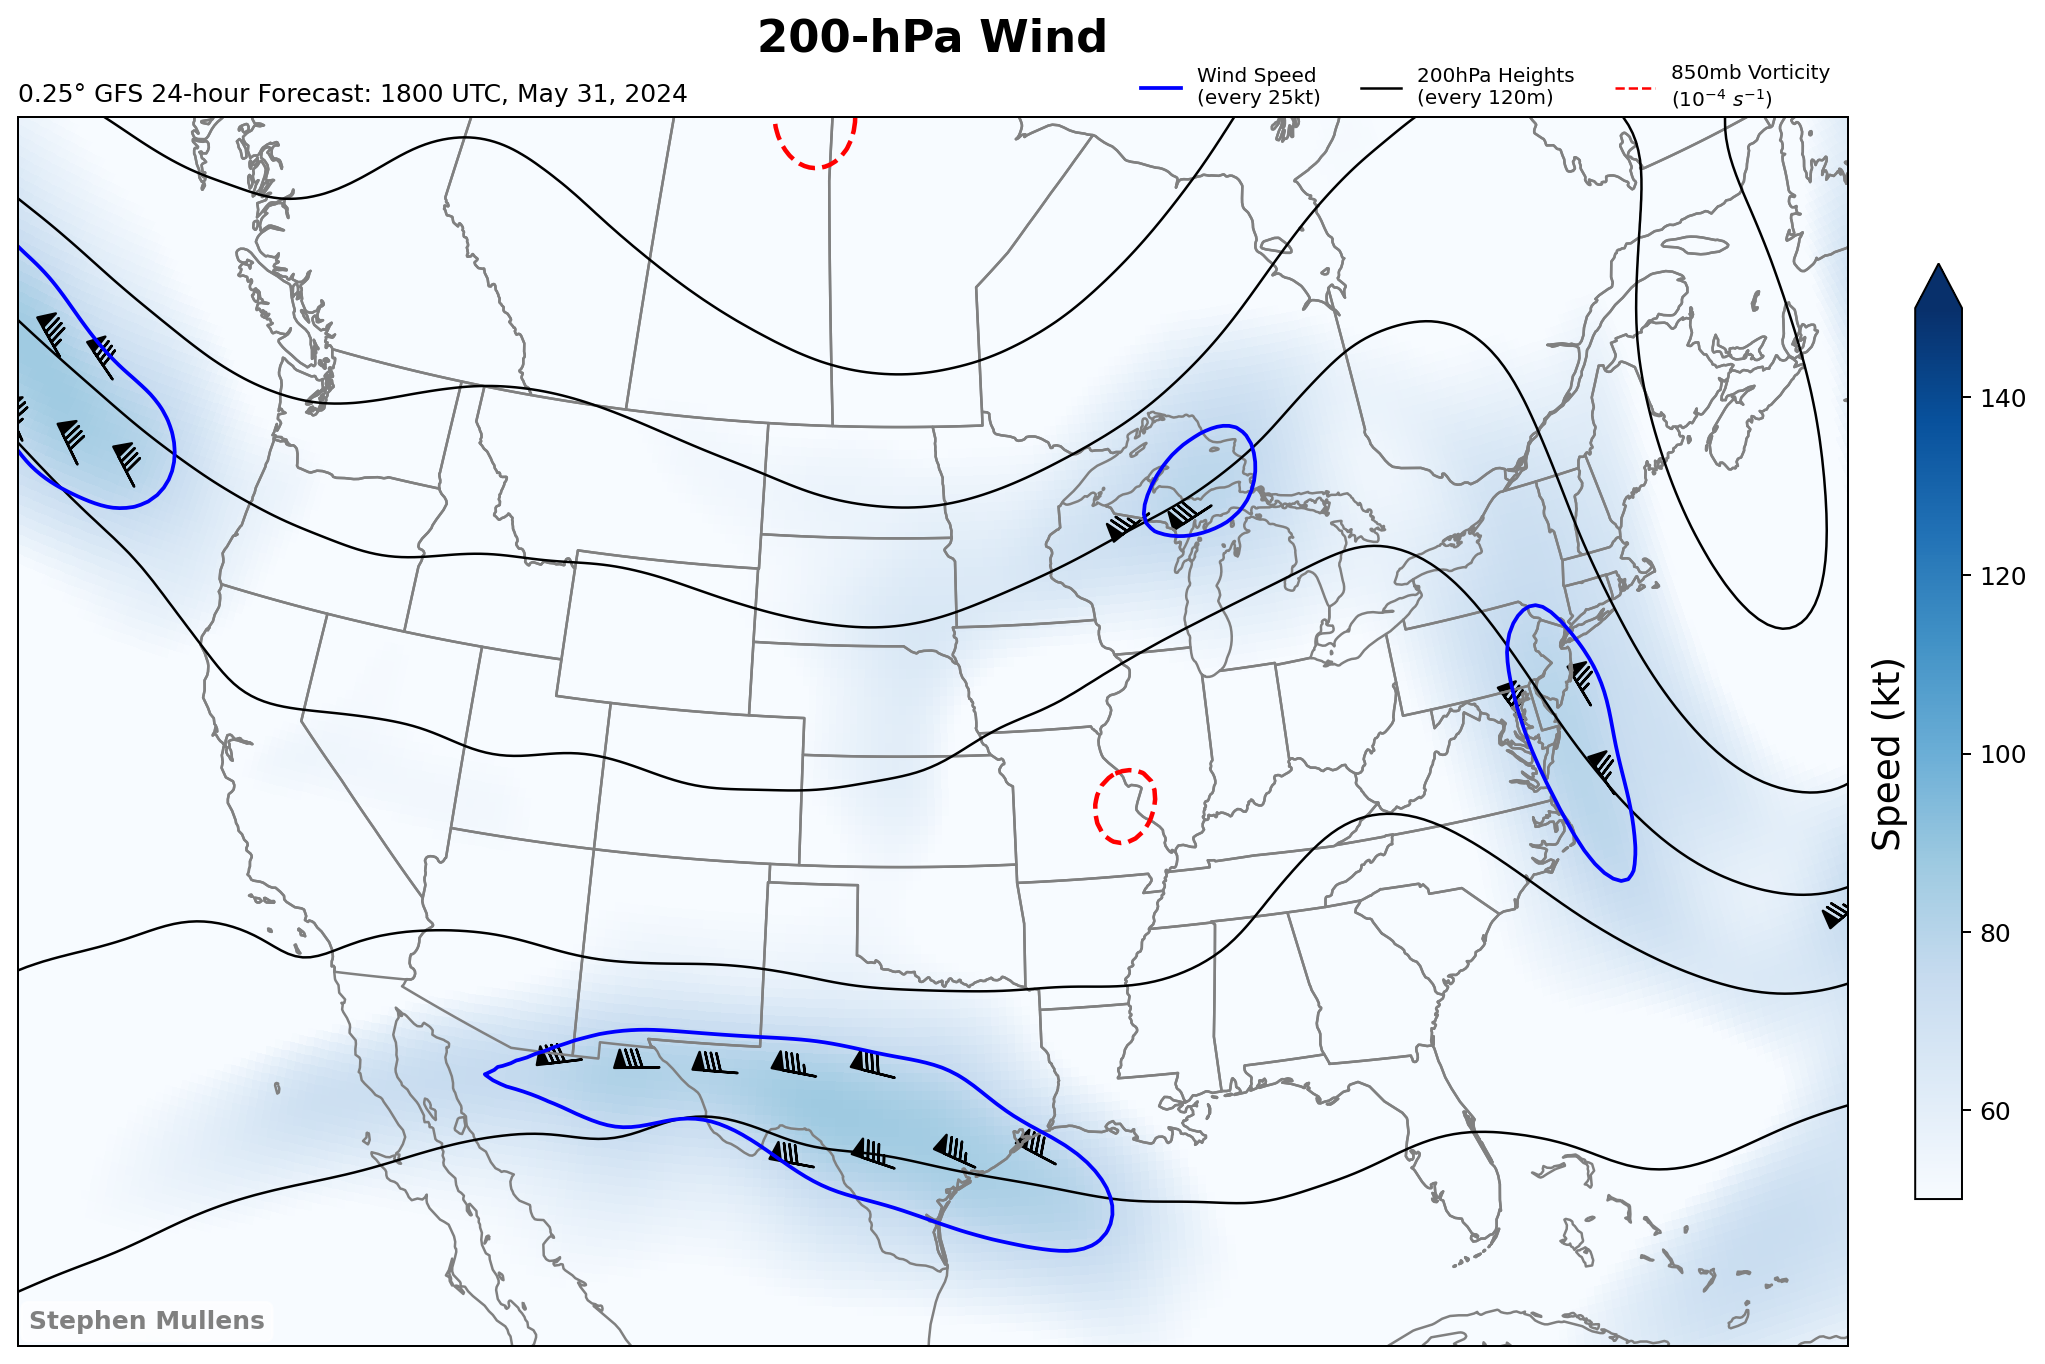 200-hPa Wind
0.25° GFS 24-hour Forecast: 1800 UTC, May 31, 2024
Wind Speed
(every 25kt)
200hPa Heights
(every 120m)
850mb Vorticity
(10⁻⁴ s⁻¹)
140
120
100
80
60
Speed (kt)
Stephen Mullens